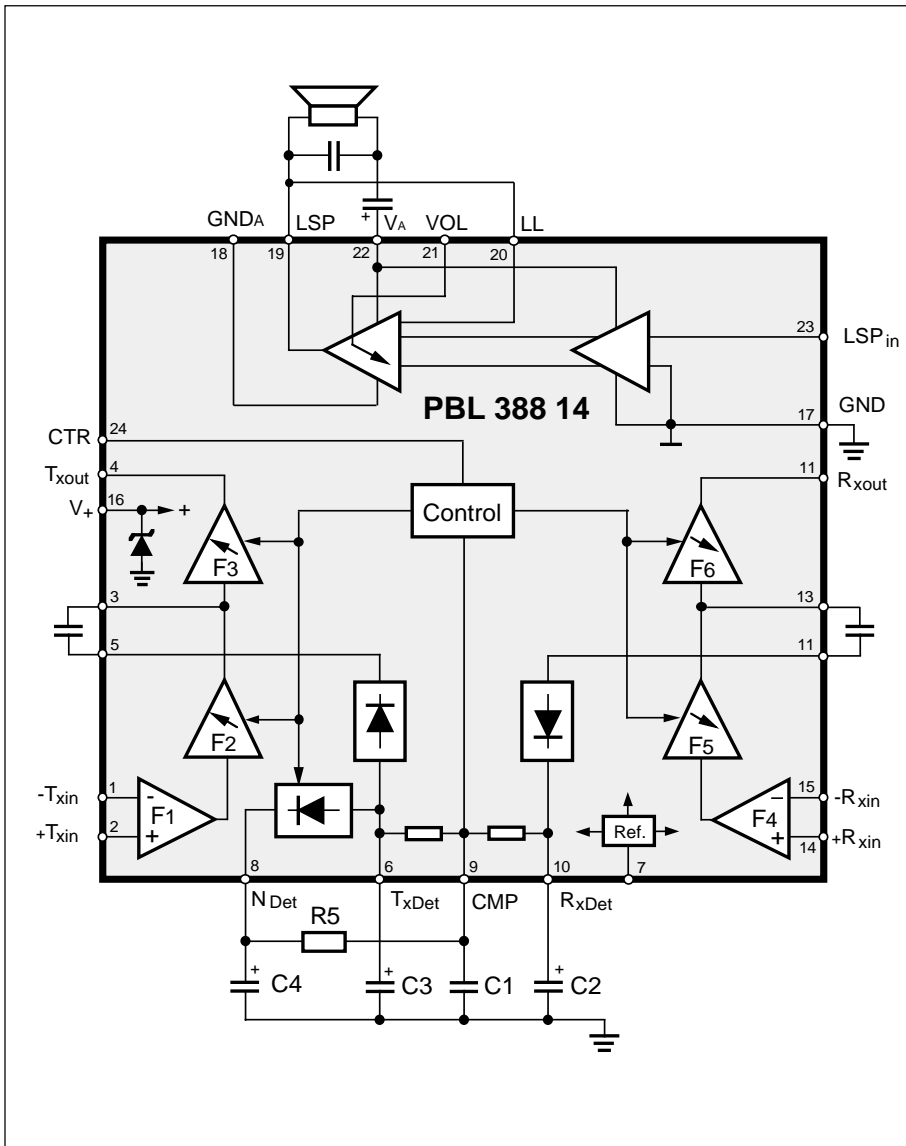 GNDA LSP VA VOL LL
+
18 19 22 21 20
23 LSPin
PBL 388 14
17 GND
24
CTR
Txout 4
11 Rxout
V+ 16
+
Control
F3
F6
3
13
5
11
F2
F5
-Txin 1 -
F1
+Txin 2 +
15 -Rxin
−
F4
+
14 +Rxin
Ref.
8 6 9 10 7
NDet TxDet CMP RxDet
R5
+ C4
+ C3
C1
+ C2